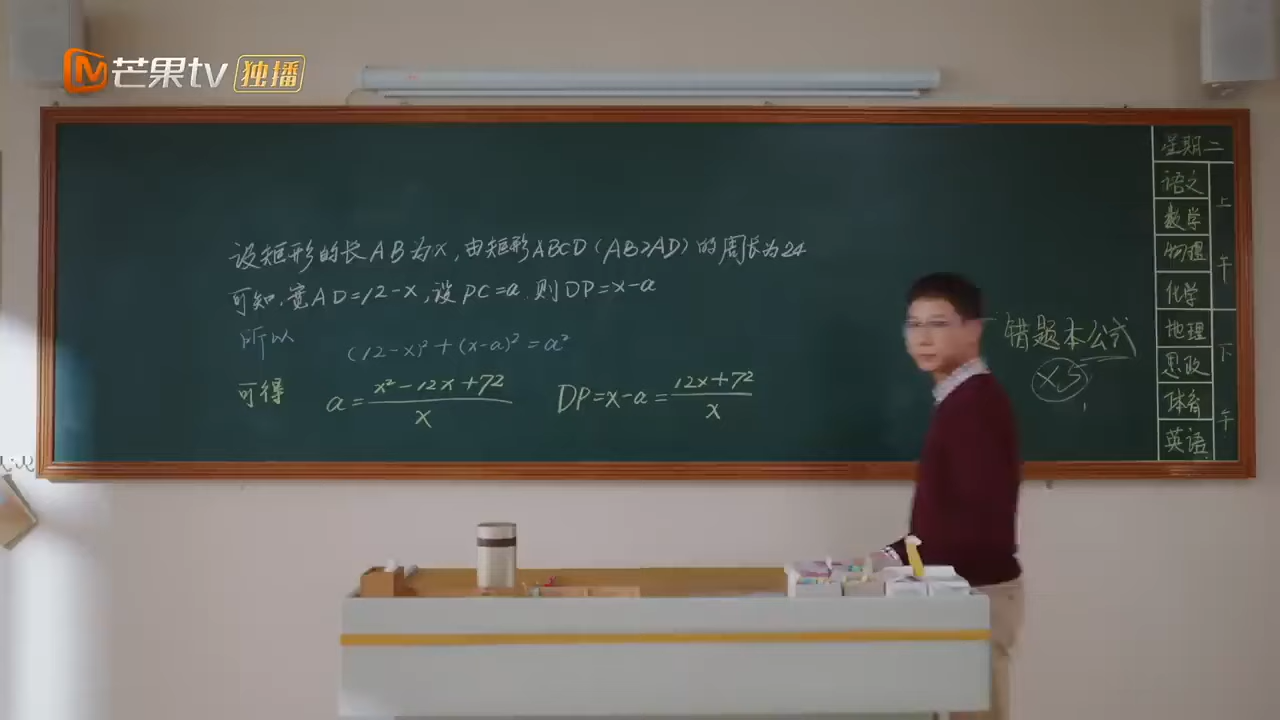 芒果tv 独播
设矩形的长AB为x,由矩形ABCD(AB>AD)的周长为24
可知,宽AD=12-x,设PC=a,则DP=x-a
所以
(12-x)²+(x-a)²=a²
可得
a=(x²-12x+72)/x
DP=x-a=(12x+72)/x
错题本公式
x5
星期二
语文
数学
物理
化学
上午
地理
思政
体育
英语
下午